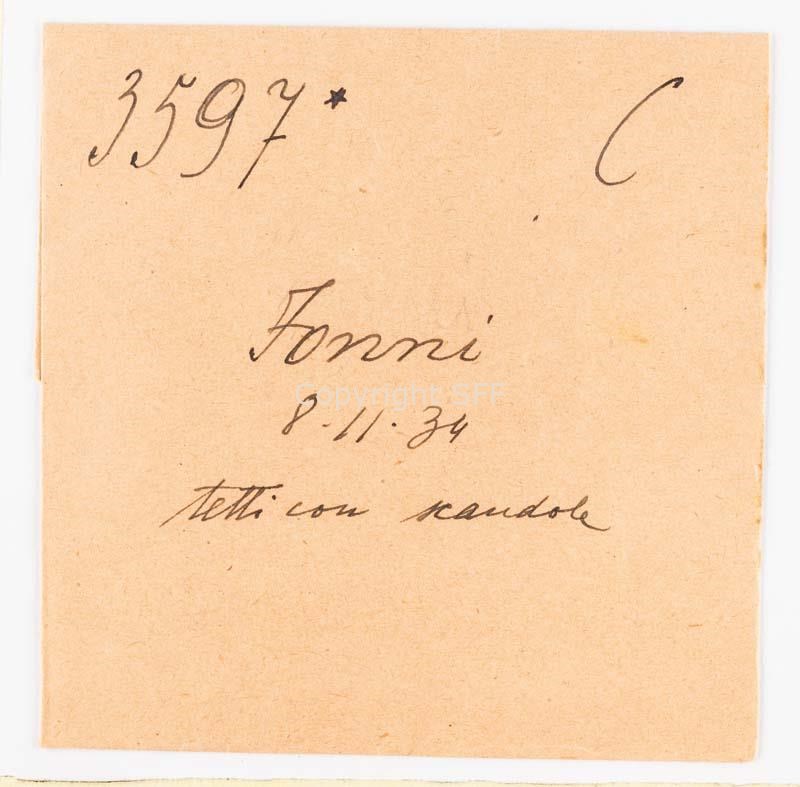 3597* C
Fonni
Copyright SFF
8-11-34
tetti con scandole